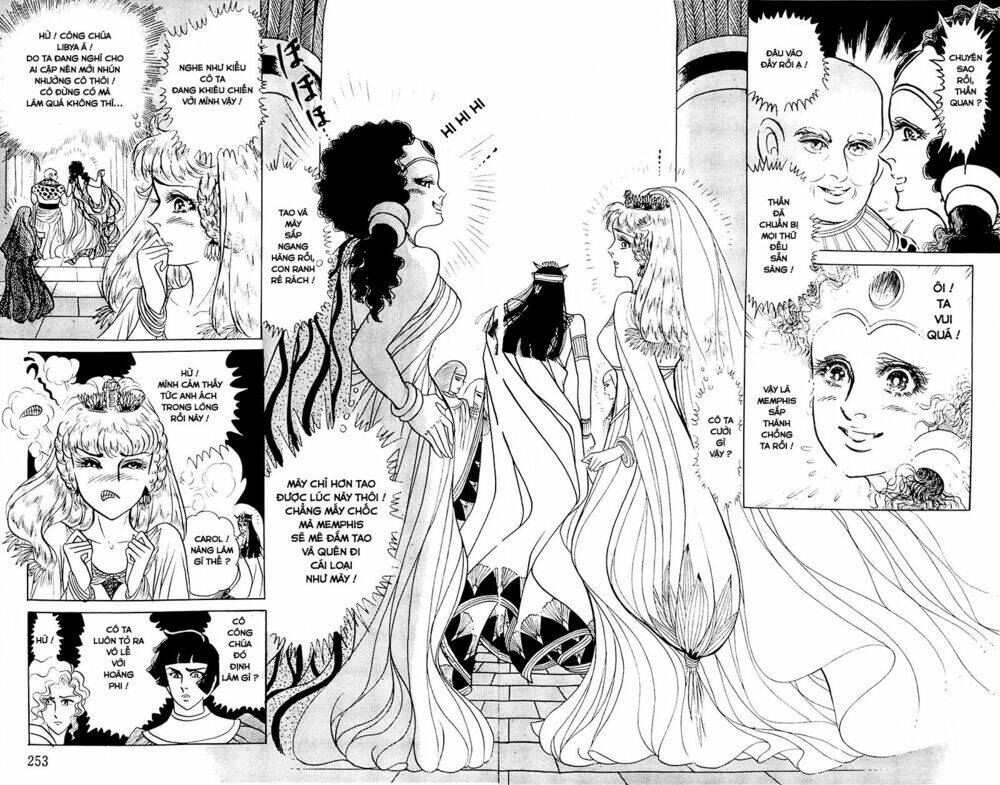 CHUYỆN
SAO
RỒI,
THẦN
QUAN ?
ĐÂU VÀO
ĐẤY RỒI Ạ !
THẦN
ĐÃ
CHUẨN BỊ
MỌI THỨ
ĐỀU
SẴN
SÀNG !
ÔI !
TA
VUI
QUÁ !
VẬY LÀ
MEMPHIS
SẮP
THÀNH
CHỒNG
TA RỒI !
CÔ TA
CƯỜI
GÌ
VẬY ?
HI HI HI
ほほほほ…
TAO VÀ
MÀY
SẮP
NGANG
HÀNG RỒI,
CON RANH
RẺ RÁCH !
MÀY CHỈ HƠN TAO
ĐƯỢC LÚC NÀY THÔI !
CHẲNG MẤY CHỐC
MÀ MEMPHIS
SẼ MÊ ĐẮM TAO
VÀ QUÊN ĐI
CÁI LOẠI
NHƯ MÀY !
NGHE NHƯ KIỂU
CÔ TA
ĐANG KHIÊU CHIẾN
VỚI MÌNH VẬY !
HỪ ! CÔNG CHÚA
LIBYA À !
DO TA ĐANG NGHĨ CHO
AI CẬP NÊN MỚI NHÚN
NHƯỜNG CÔ THÔI !
CÔ ĐỪNG CÓ MÀ
LÀM QUÁ KHÔNG THÌ...
HỪ !
MÌNH CẢM THẤY
TỨC ANH ÁCH
TRONG LÒNG
RỒI NÀY !
CAROL !
NÀNG LÀM
GÌ THẾ ?
CÔ
CÔNG
CHÚA
ĐÓ
ĐỊNH
LÀM GÌ ?
CÔ TA
LUÔN TỎ RA
VÔ LỄ
VỚI
HOÀNG
PHI !
HỪ !
253